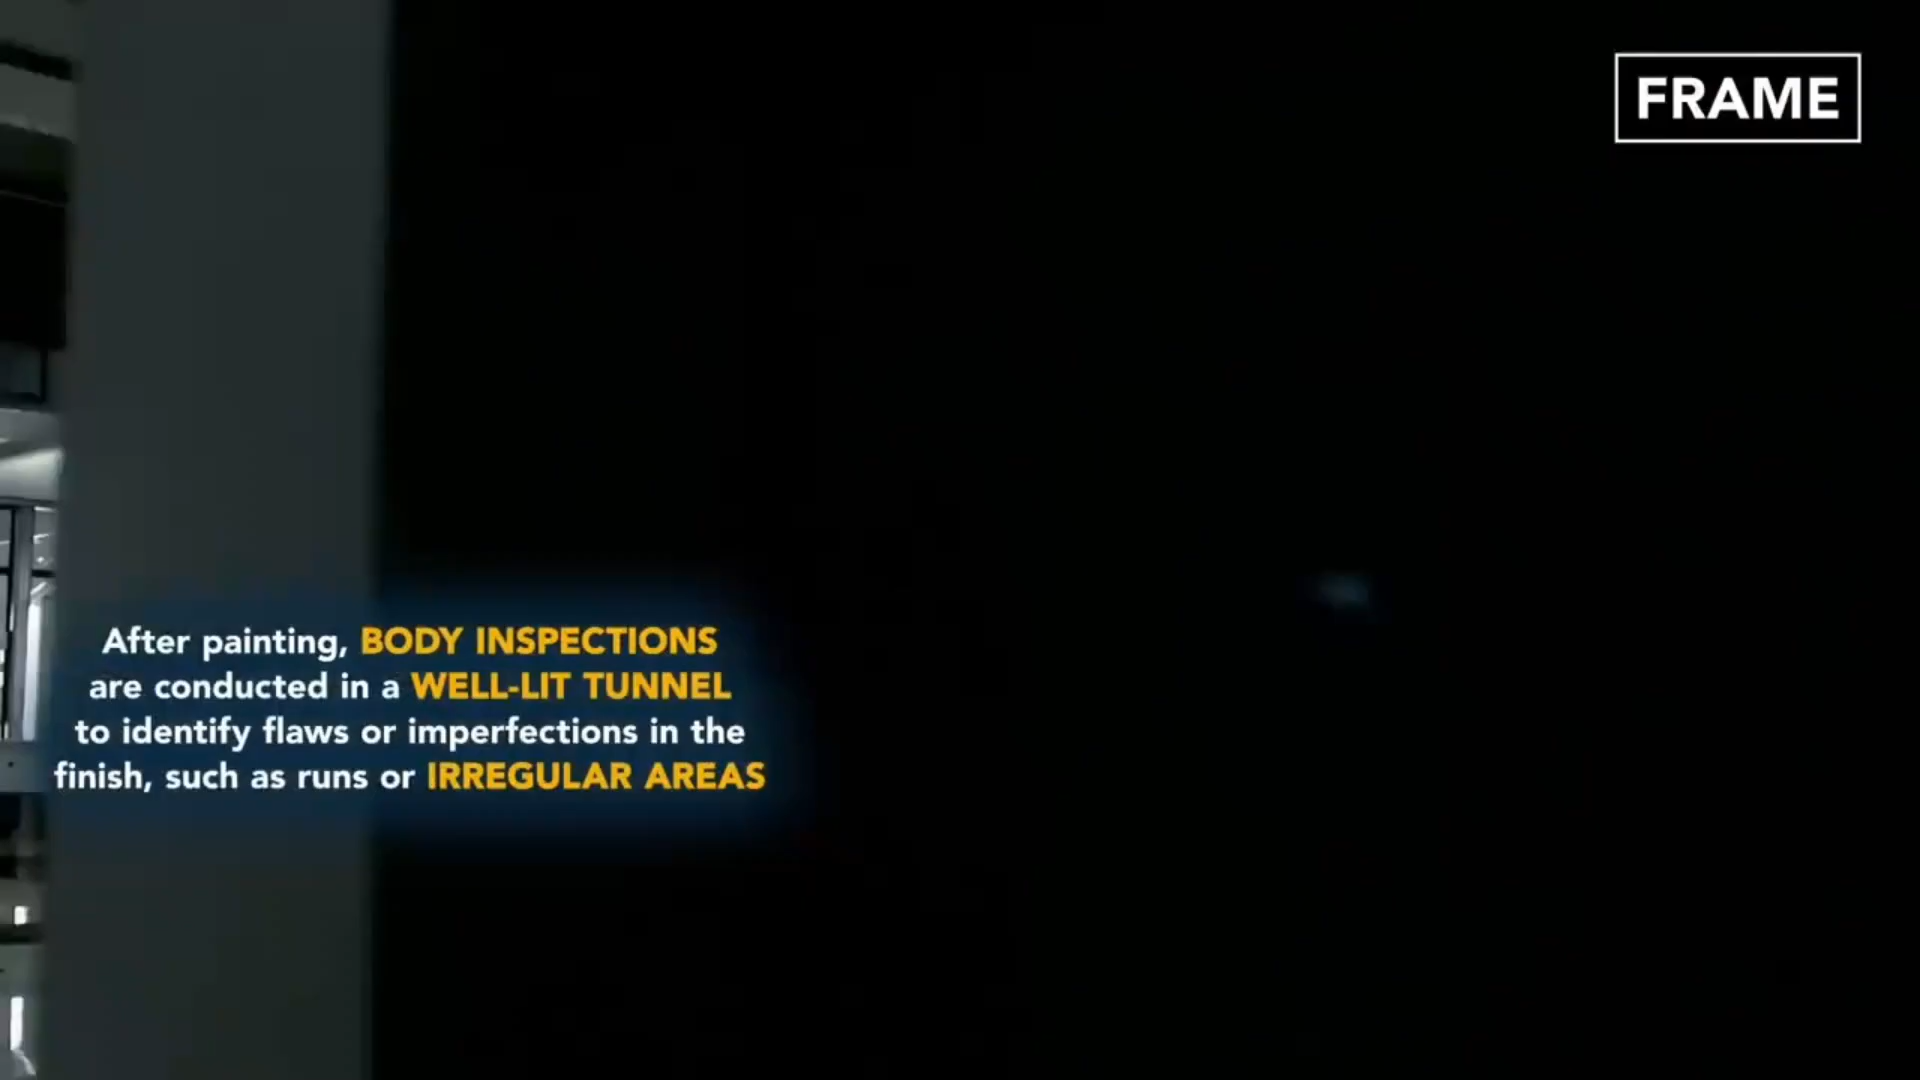 FRAME
After painting, BODY INSPECTIONS
are conducted in a WELL-LIT TUNNEL
to identify flaws or imperfections in the
finish, such as runs or IRREGULAR AREAS